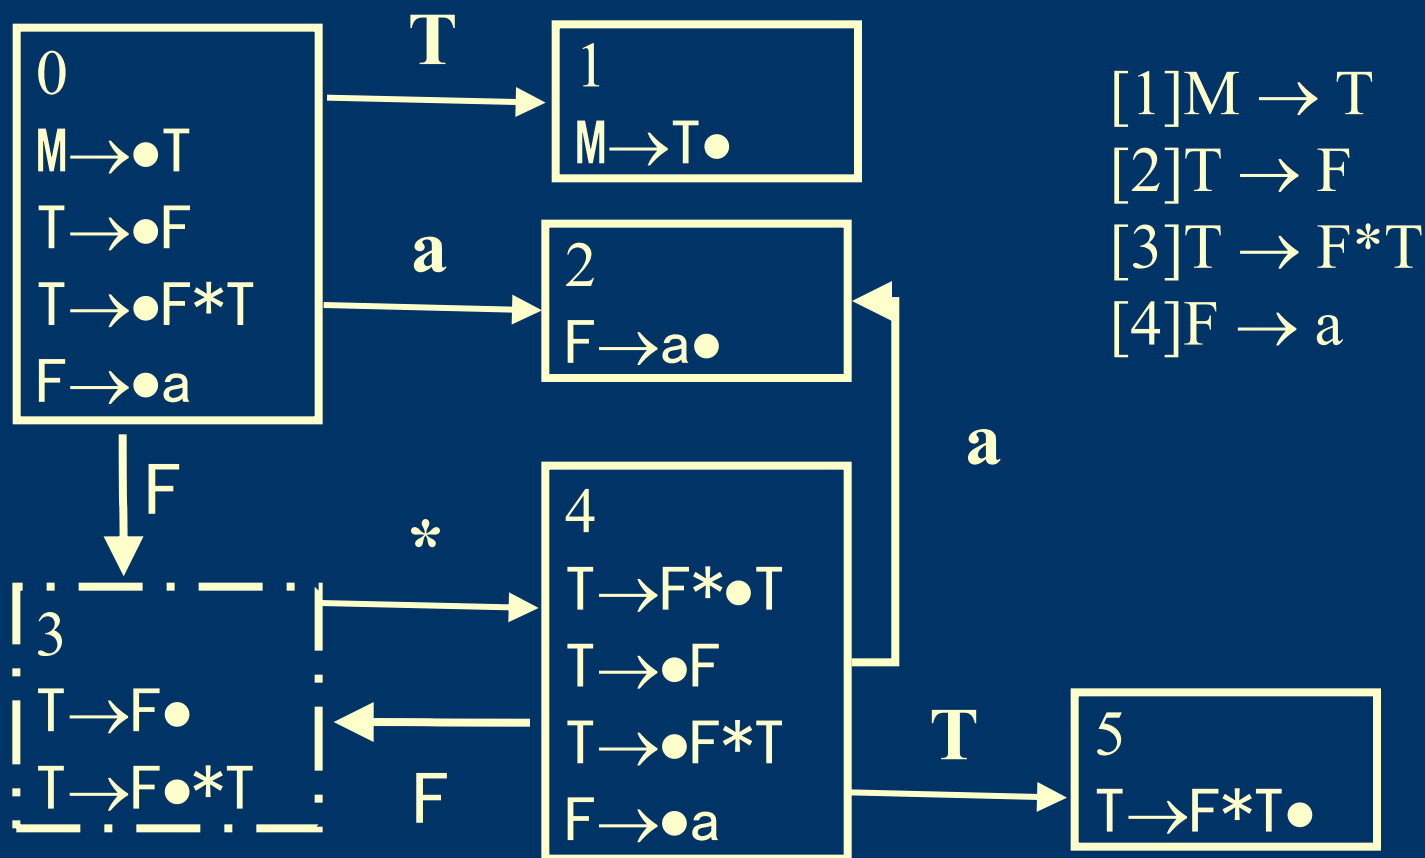 0
M→●T
T→●F
T→●F*T
F→●a
T
1
M→T●
a
2
F→a●
[1]M → T
[2]T → F
[3]T → F*T
[4]F → a
F
3
T→F●
T→F●*T
*
F
4
T→F*●T
T→●F
T→●F*T
F→●a
a
T
5
T→F*T●